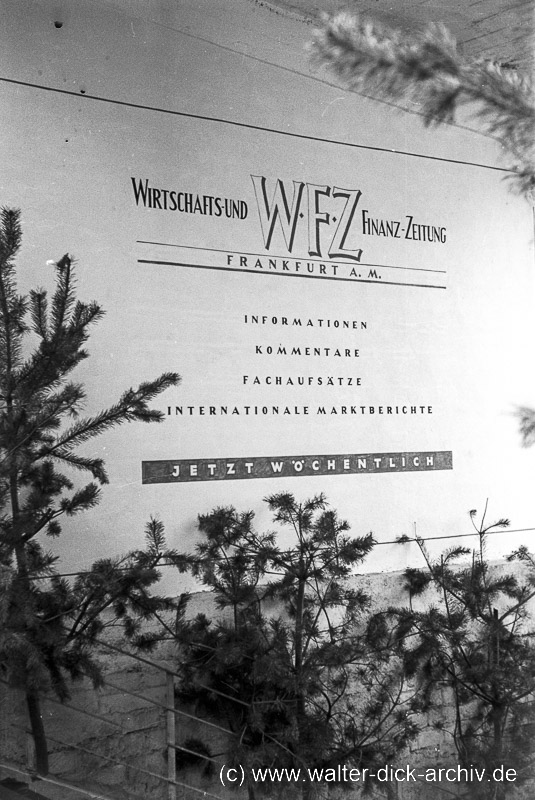 WIRTSCHAFTS-UND W·F·Z FINANZ-ZEITUNG
FRANKFURT A. M.
INFORMATIONEN
KOMMENTARE
FACHAUFSÄTZE
INTERNATIONALE MARKTBERICHTE
JETZT WÖCHENTLICH
(c) www.walter-dick-archiv.de